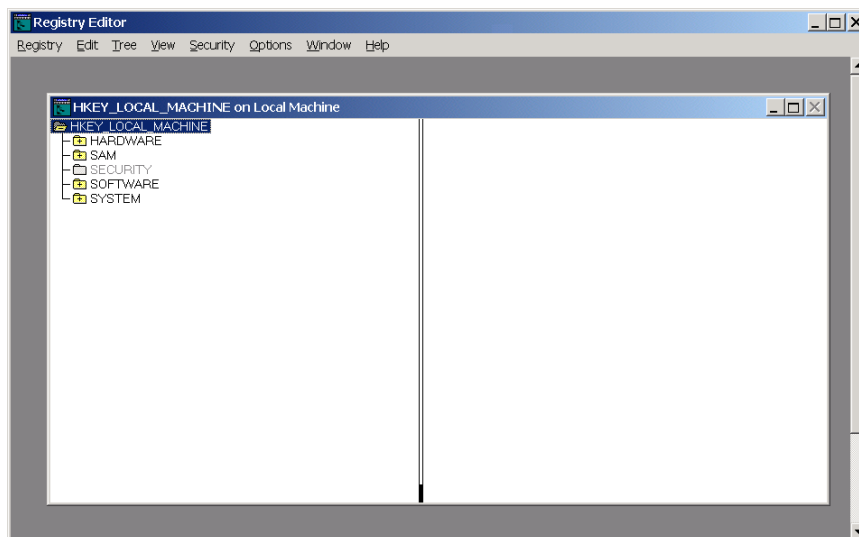 Registry Editor
Registry Edit Tree View Security Options Window Help
HKEY_LOCAL_MACHINE on Local Machine
HKEY_LOCAL_MACHINE
HARDWARE
SAM
SECURITY
SOFTWARE
SYSTEM